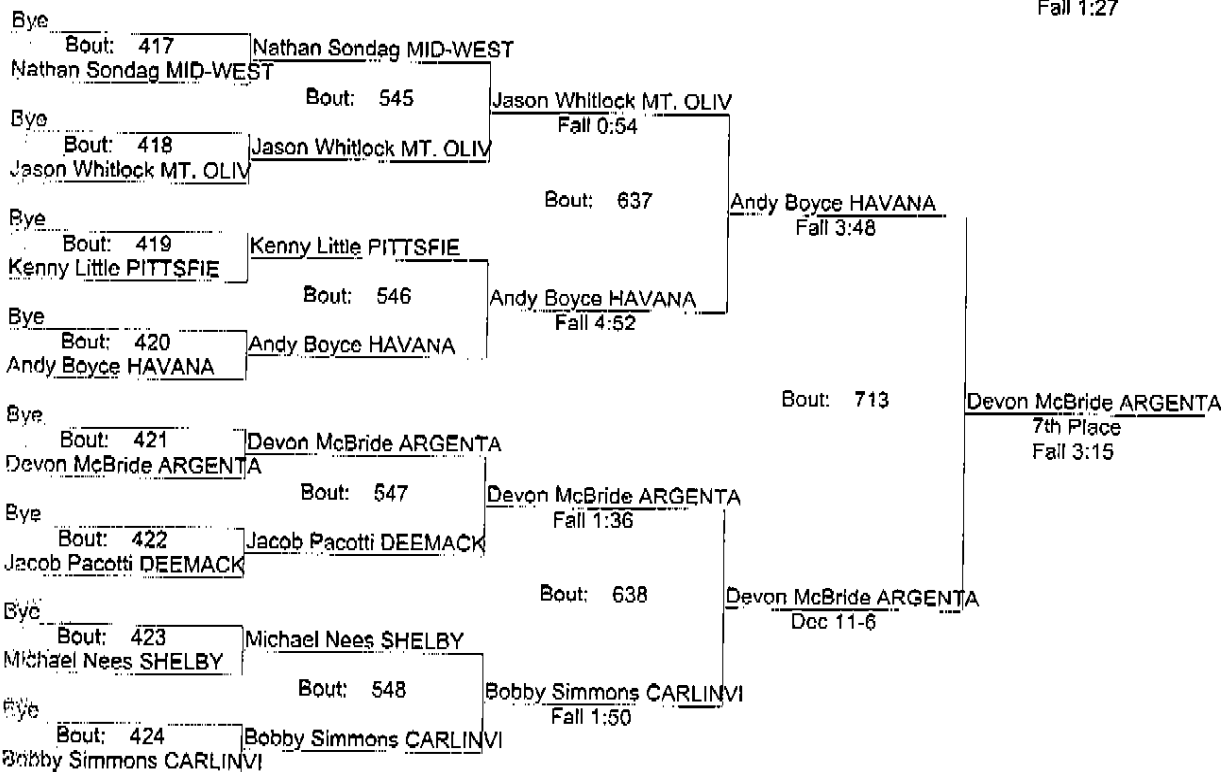 Fall 1:27
Bye
Bout: 417
Nathan Sondag MID-WEST
Nathan Sondag MID-WEST
Bout: 545
Jason Whitlock MT. OLIV
Fall 0:54
Bye
Bout: 418
Jason Whitlock MT. OLIV
Jason Whitlock MT. OLIV
Bout: 637
Andy Boyce HAVANA
Fall 3:48
Bye
Bout: 419
Kenny Little PITTSFIE
Kenny Little PITTSFIE
Bout: 546
Andy Boyce HAVANA
Fall 4:52
Bye
Bout: 420
Andy Boyce HAVANA
Andy Boyce HAVANA
Bout: 713
Devon McBride ARGENTA
7th Place
Fall 3:15
Bye
Bout: 421
Devon McBride ARGENTA
Devon McBride ARGENTA
Bout: 547
Devon McBride ARGENTA
Fall 1:36
Bye
Bout: 422
Jacob Pacotti DEEMACK
Jacob Pacotti DEEMACK
Bout: 638
Devon McBride ARGENTA
Dec 11-6
Bye
Bout: 423
Michael Nees SHELBY
Michael Nees SHELBY
Bout: 548
Bobby Simmons CARLINVI
Fall 1:50
Bye
Bout: 424
Bobby Simmons CARLINVI
Bobby Simmons CARLINVI